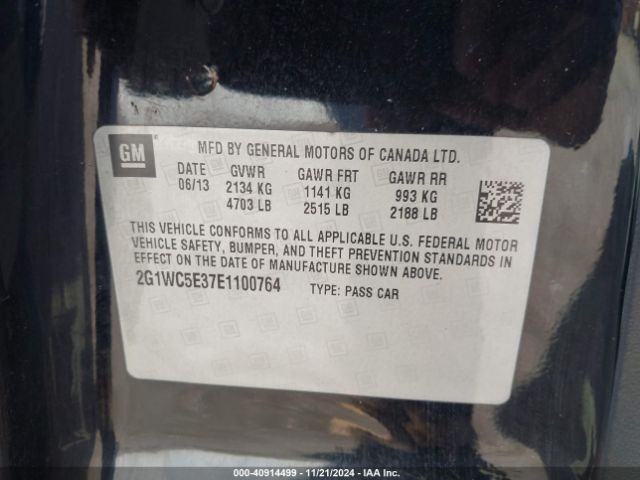 GM
MFD BY GENERAL MOTORS OF CANADA LTD.
DATE GVWR GAWR FRT GAWR RR
06/13 2134 KG 1141 KG 993 KG
4703 LB 2515 LB 2188 LB
THIS VEHICLE CONFORMS TO ALL APPLICABLE U.S. FEDERAL MOTOR
VEHICLE SAFETY, BUMPER, AND THEFT PREVENTION STANDARDS IN
EFFECT ON THE DATE OF MANUFACTURE SHOWN ABOVE.
2G1WC5E37E1100764 TYPE: PASS CAR
000-40914499 - 11/21/2024 - IAA Inc.